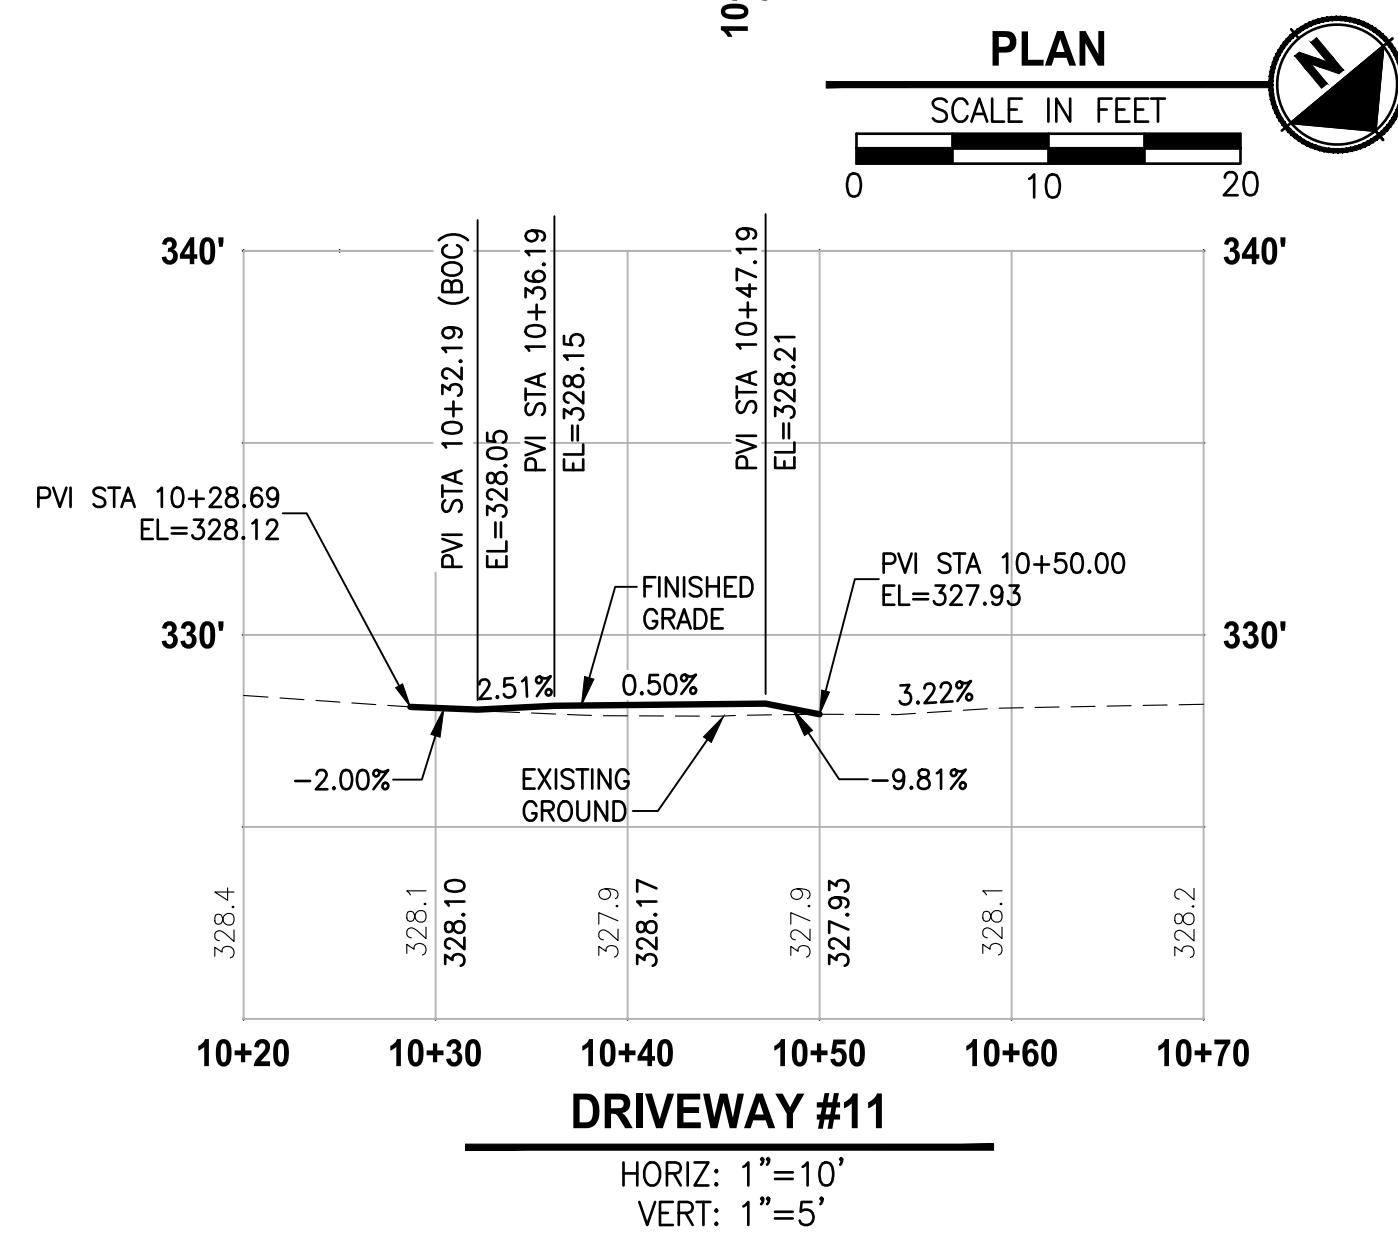 PLAN
N
SCALE IN FEET
0 10 20
340'
340'
PVI STA 10+32.19 (BOC)
EL=328.05
PVI STA 10+36.19
EL=328.15
PVI STA 10+47.19
EL=328.21
PVI STA 10+28.69
EL=328.12
PVI STA 10+50.00
EL=327.93
FINISHED
GRADE
330'
330'
2.51%
0.50%
3.22%
-2.00%
EXISTING
GROUND
-9.81%
328.4
328.1
328.10
327.9
328.17
327.9
327.93
328.1
328.2
10+20 10+30 10+40 10+50 10+60 10+70
DRIVEWAY #11
HORIZ: 1"=10'
VERT: 1"=5'